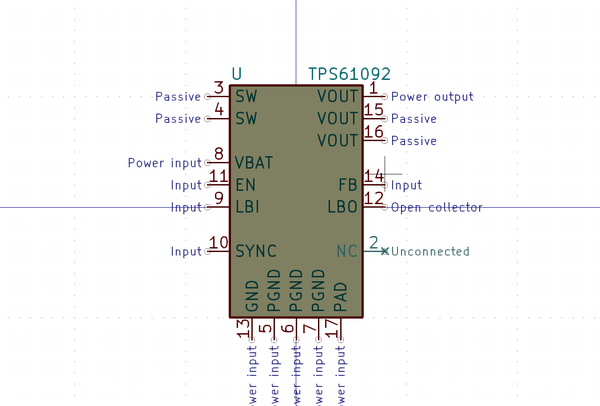 U TPS61092
Passive 3 SW VOUT 1 Power output
Passive 4 SW VOUT 15 Passive
VOUT 16 Passive
Power input 8 VBAT
Input 11 EN FB 14 Input
Input 9 LBI LBO 12 Open collector
Input 10 SYNC NC 2 Unconnected
GND PGND PGND PGND PAD
13 5 6 7 17
wer input wer input wer input wer input wer input